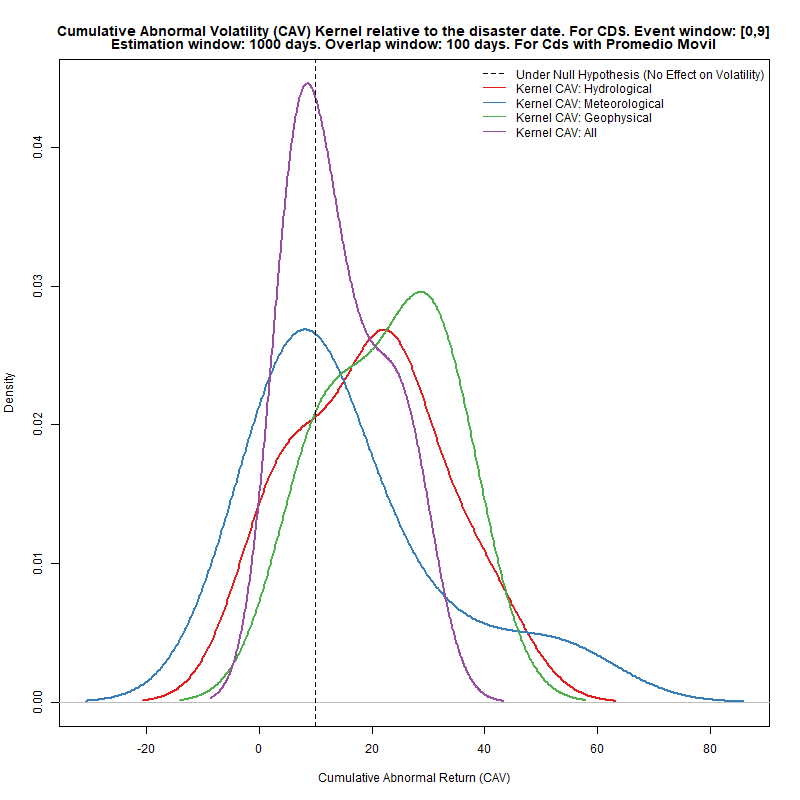 Cumulative Abnormal Volatility (CAV) Kernel relative to the disaster date. For CDS. Event window: [0,9]
Estimation window: 1000 days. Overlap window: 100 days. For Cds with Promedio Movil
Under Null Hypothesis (No Effect on Volatility)
Kernel CAV: Hydrological
Kernel CAV: Meteorological
Kernel CAV: Geophysical
Kernel CAV: All
Density
0.04
0.03
0.02
0.01
0.00
-20 0 20 40 60 80
Cumulative Abnormal Return (CAV)